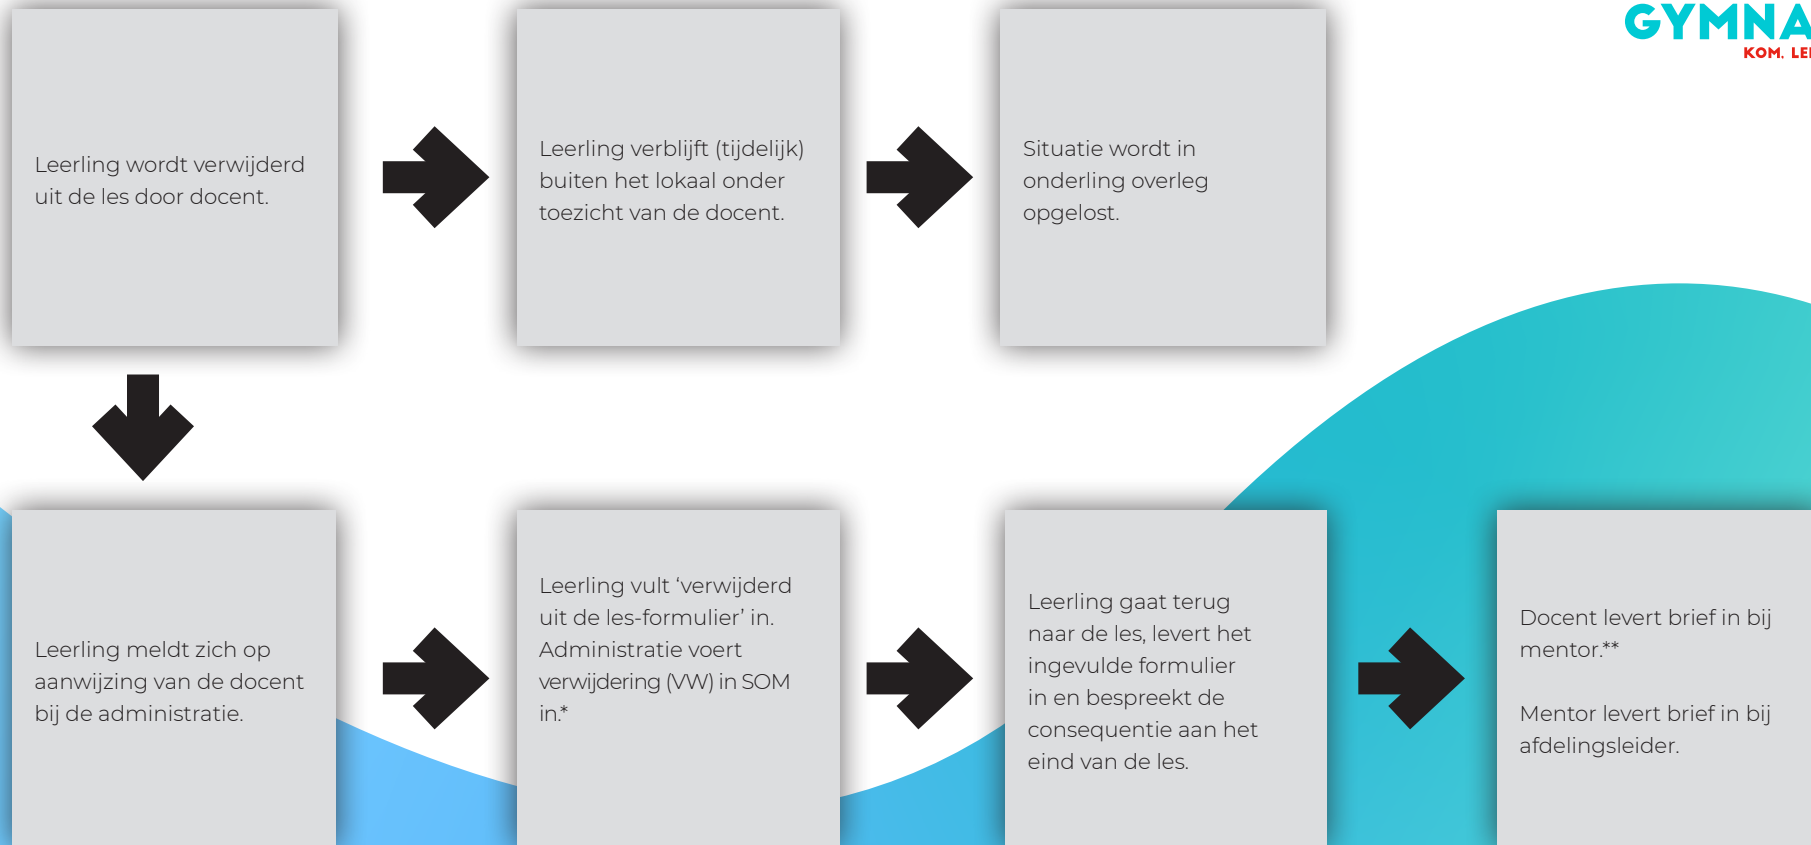 GYMNA
KOM. LEE
Leerling wordt verwijderd
uit de les door docent.
Leerling verblijft (tijdelijk)
buiten het lokaal onder
toezicht van de docent.
Situatie wordt in
onderling overleg
opgelost.
Leerling meldt zich op
aanwijzing van de docent
bij de administratie.
Leerling vult ‘verwijderd
uit de les-formulier’ in.
Administratie voert
verwijdering (VW) in SOM
in.*
Leerling gaat terug
naar de les, levert het
ingevulde formulier
in en bespreekt de
consequentie aan het
eind van de les.
Docent levert brief in bij
mentor.**
Mentor levert brief in bij
afdelingsleider.